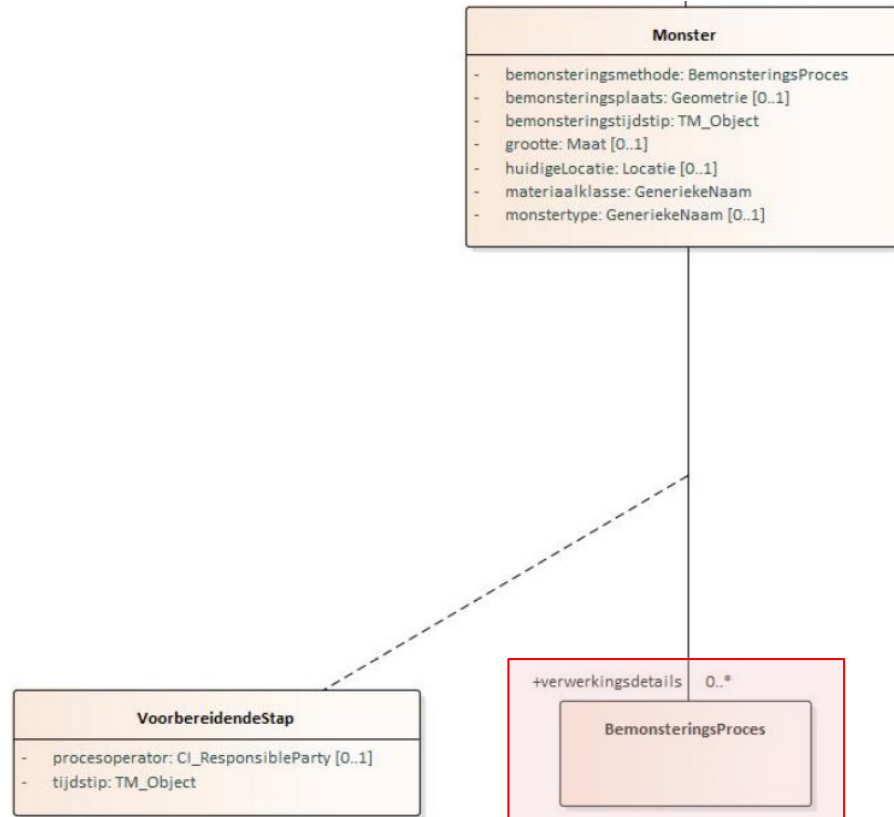 Monster
- bemonsteringsmethode: BemonsteringsProces
- bemonsteringsplaats: Geometrie [0..1]
- bemonsteringstijdstip: TM_Object
- grootte: Maat [0..1]
- huidigeLocatie: Locatie [0..1]
- materiaalklasse: GeneriekeNaam
- monstertype: GeneriekeNaam [0..1]
+verwerkingsdetails 0..*
VoorbereidendeStap
- procesoperator: CI_ResponsibleParty [0..1]
- tijdstip: TM_Object
BemonsteringsProces